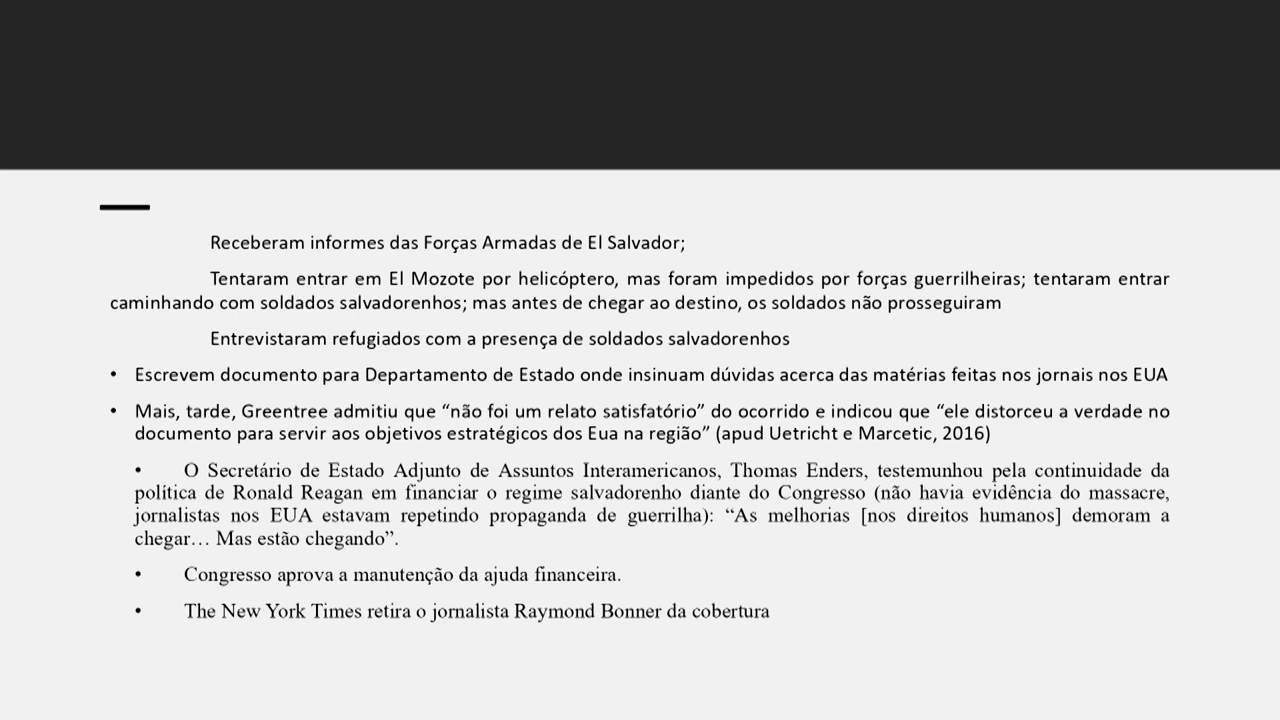 Receberam informes das Forças Armadas de El Salvador;
Tentaram entrar em El Mozote por helicóptero, mas foram impedidos por forças guerrilheiras; tentaram entrar
caminhando com soldados salvadorenhos; mas antes de chegar ao destino, os soldados não prosseguiram
Entrevistaram refugiados com a presença de soldados salvadorenhos
• Escrevem documento para Departamento de Estado onde insinuam dúvidas acerca das matérias feitas nos jornais nos EUA
• Mais, tarde, Greentree admitiu que “não foi um relato satisfatório” do ocorrido e indicou que “ele distorceu a verdade no
documento para servir aos objetivos estratégicos dos Eua na região” (apud Uetricht e Marcetic, 2016)
• O Secretário de Estado Adjunto de Assuntos Interamericanos, Thomas Enders, testemunhou pela continuidade da
política de Ronald Reagan em financiar o regime salvadorenho diante do Congresso (não havia evidência do massacre,
jornalistas nos EUA estavam repetindo propaganda de guerrilha): “As melhorias [nos direitos humanos] demoram a
chegar… Mas estão chegando”.
• Congresso aprova a manutenção da ajuda financeira.
• The New York Times retira o jornalista Raymond Bonner da cobertura